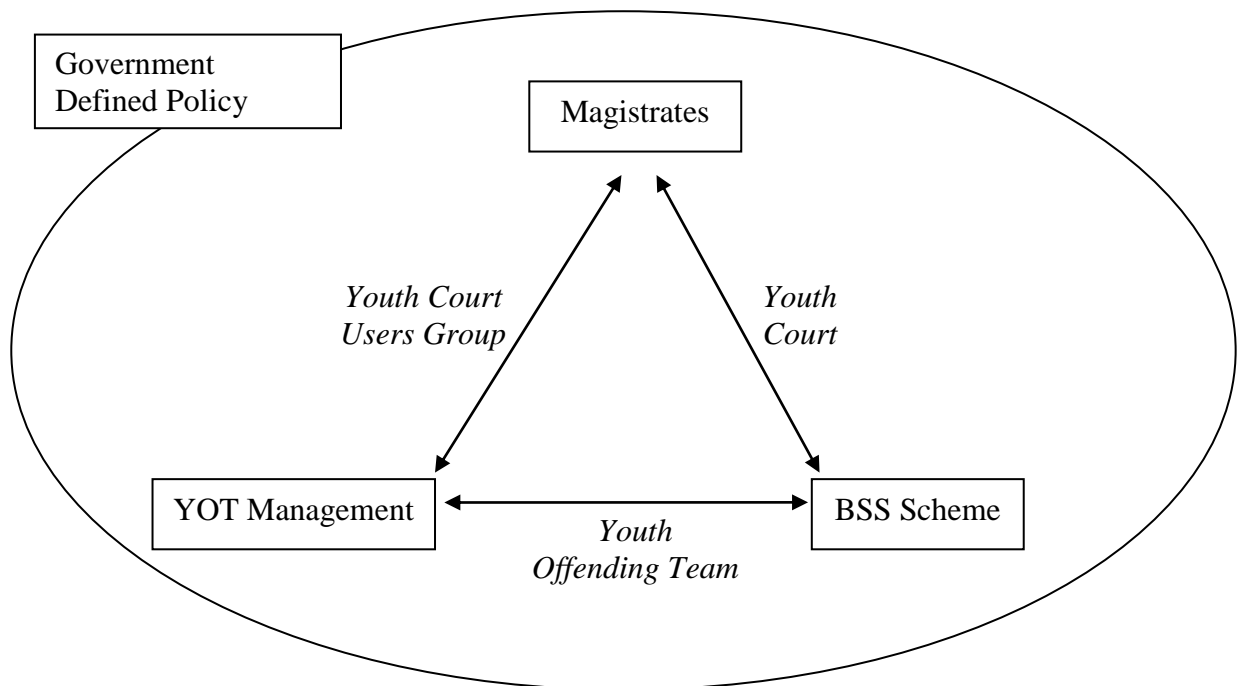 Government
Defined Policy
Magistrates
Youth Court
Users Group
Youth
Court
YOT Management
BSS Scheme
Youth
Offending Team